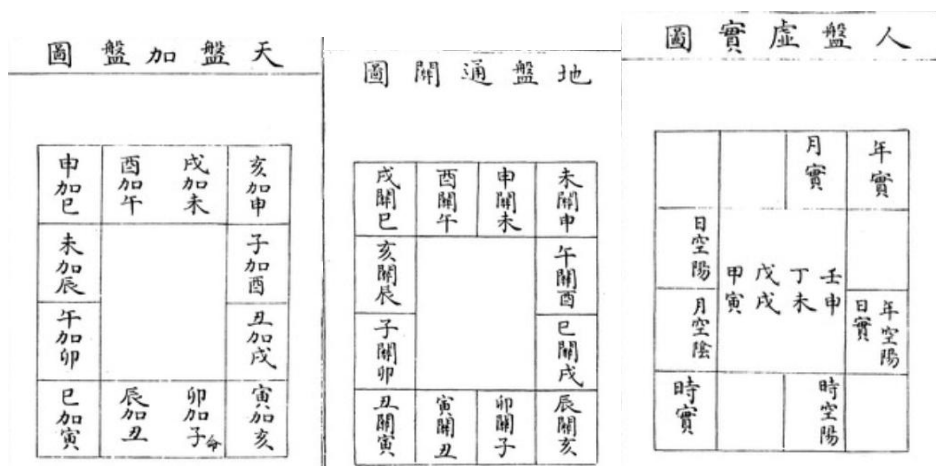 天盤加盤圖
亥加申
戌加未
酉加午
申加巳
子加酉
未加辰
丑加戌
午加卯
寅加亥
卯加子命
辰加丑
巳加寅
地盤通關圖
未關申
申關未
酉關午
戌關巳
午關酉
亥關辰
巳關戌
子關卯
辰關亥
卯關子
寅關丑
丑關寅
人盤虛實圖
年實
月實
壬申
丁未
戊戌
甲寅
日空陽
年空陽
日實
月空陰
時空陽
時實